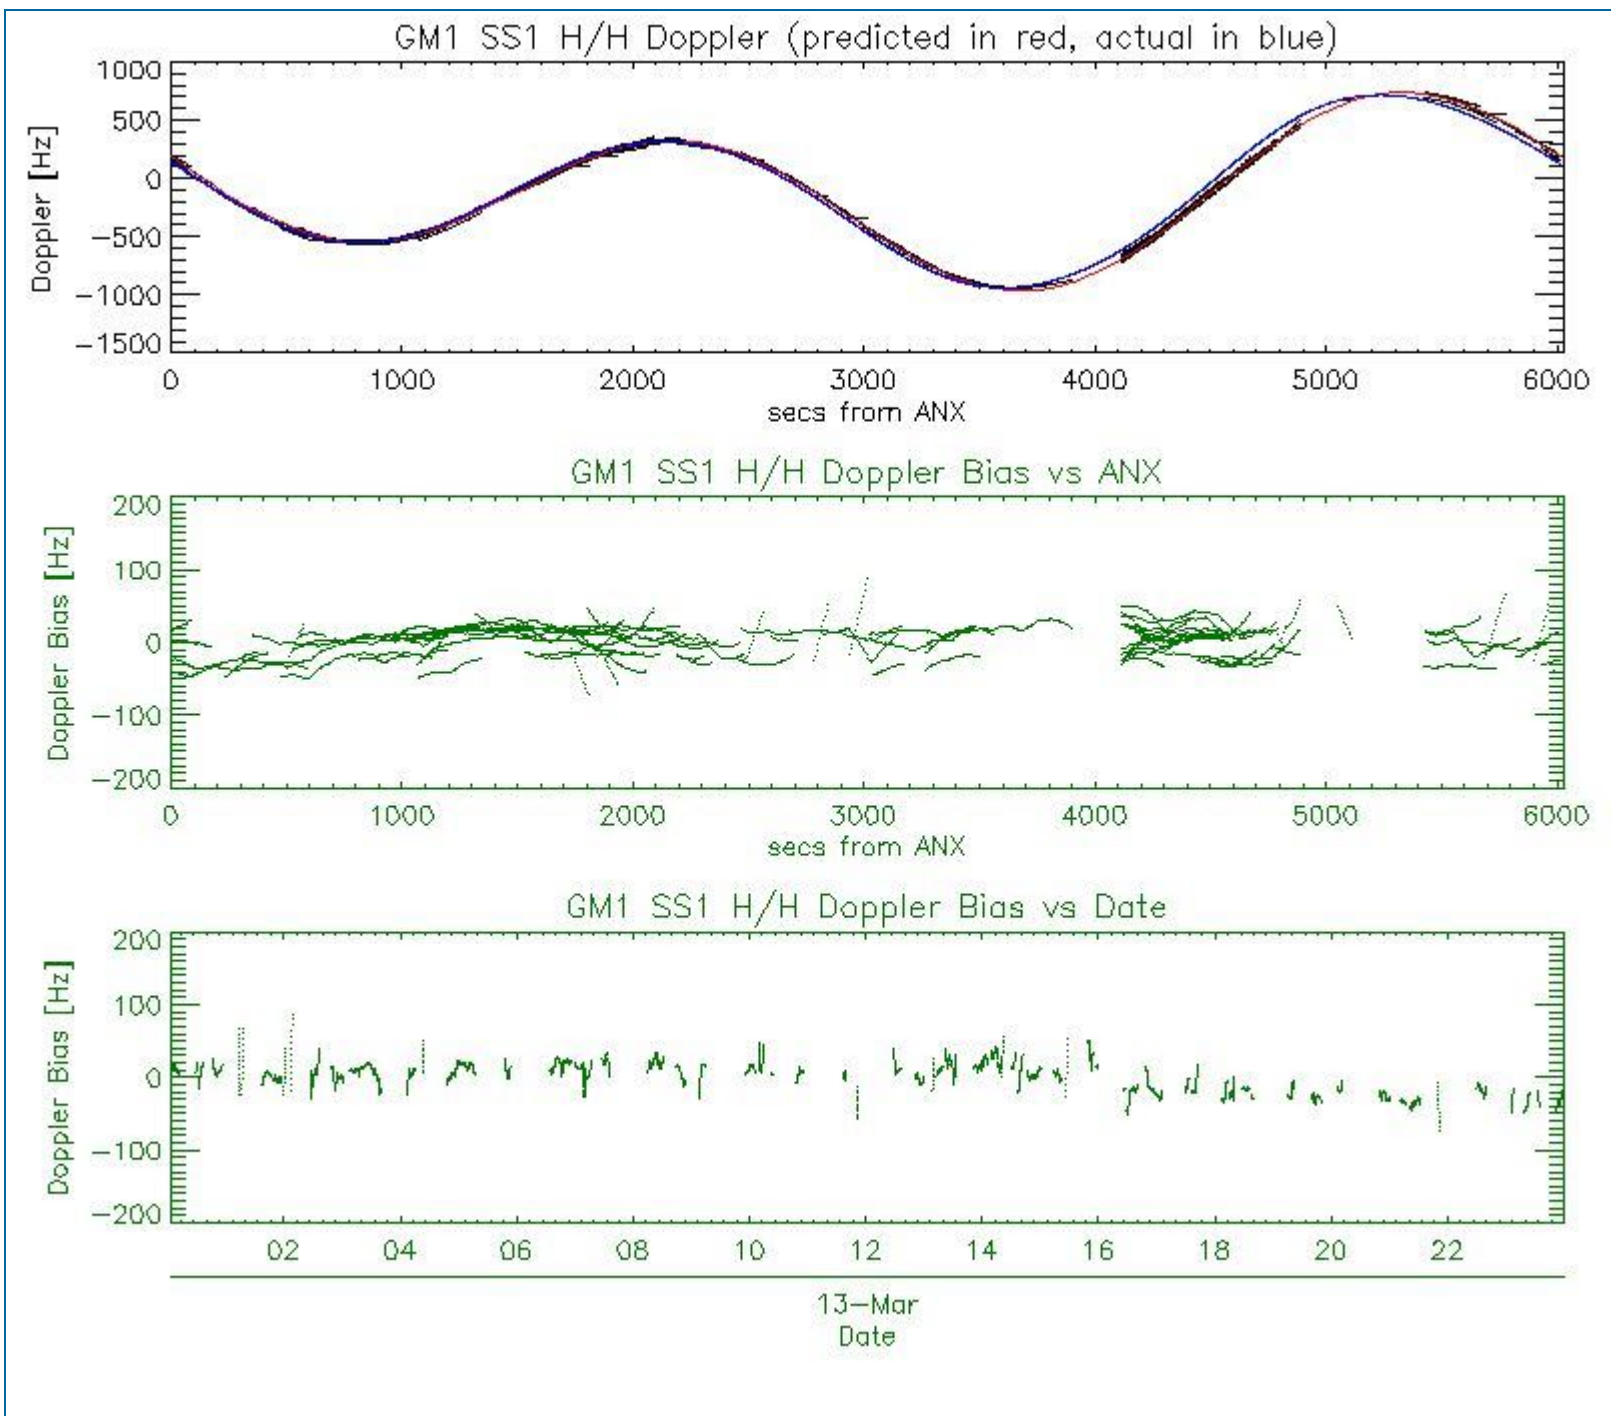 GM1 SS1 H/H Doppler (predicted in red, actual in blue)
1000
500
0
−500
−1000
−1500
Doppler [Hz]
0 1000 2000 3000 4000 5000 6000
secs from ANX
GM1 SS1 H/H Doppler Bias vs ANX
200
100
0
−100
−200
Doppler Bias [Hz]
0 1000 2000 3000 4000 5000 6000
secs from ANX
GM1 SS1 H/H Doppler Bias vs Date
200
100
0
−100
−200
Doppler Bias [Hz]
02 04 06 08 10 12 14 16 18 20 22
13−Mar
Date